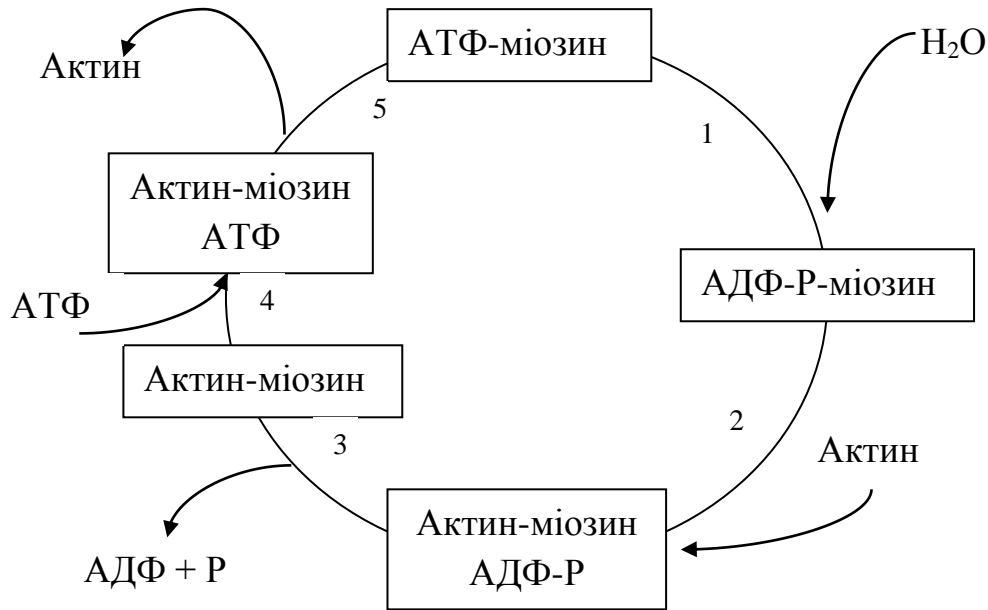 АТФ-міозин
H₂O
Актин
5
1
Актин-міозин
АТФ
АДФ-Р-міозин
АТФ
4
Актин-міозин
2
3
Актин
Актин-міозин
АДФ-Р
АДФ + Р